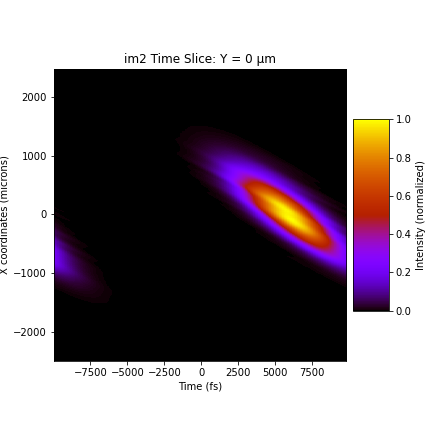 im2 Time Slice: Y = 0 μm
2000
1000
0
−1000
−2000
X coordinates (microns)
−7500 −5000 −2500 0 2500 5000 7500
Time (fs)
1.0
0.8
0.6
0.4
0.2
0.0
Intensity (normalized)